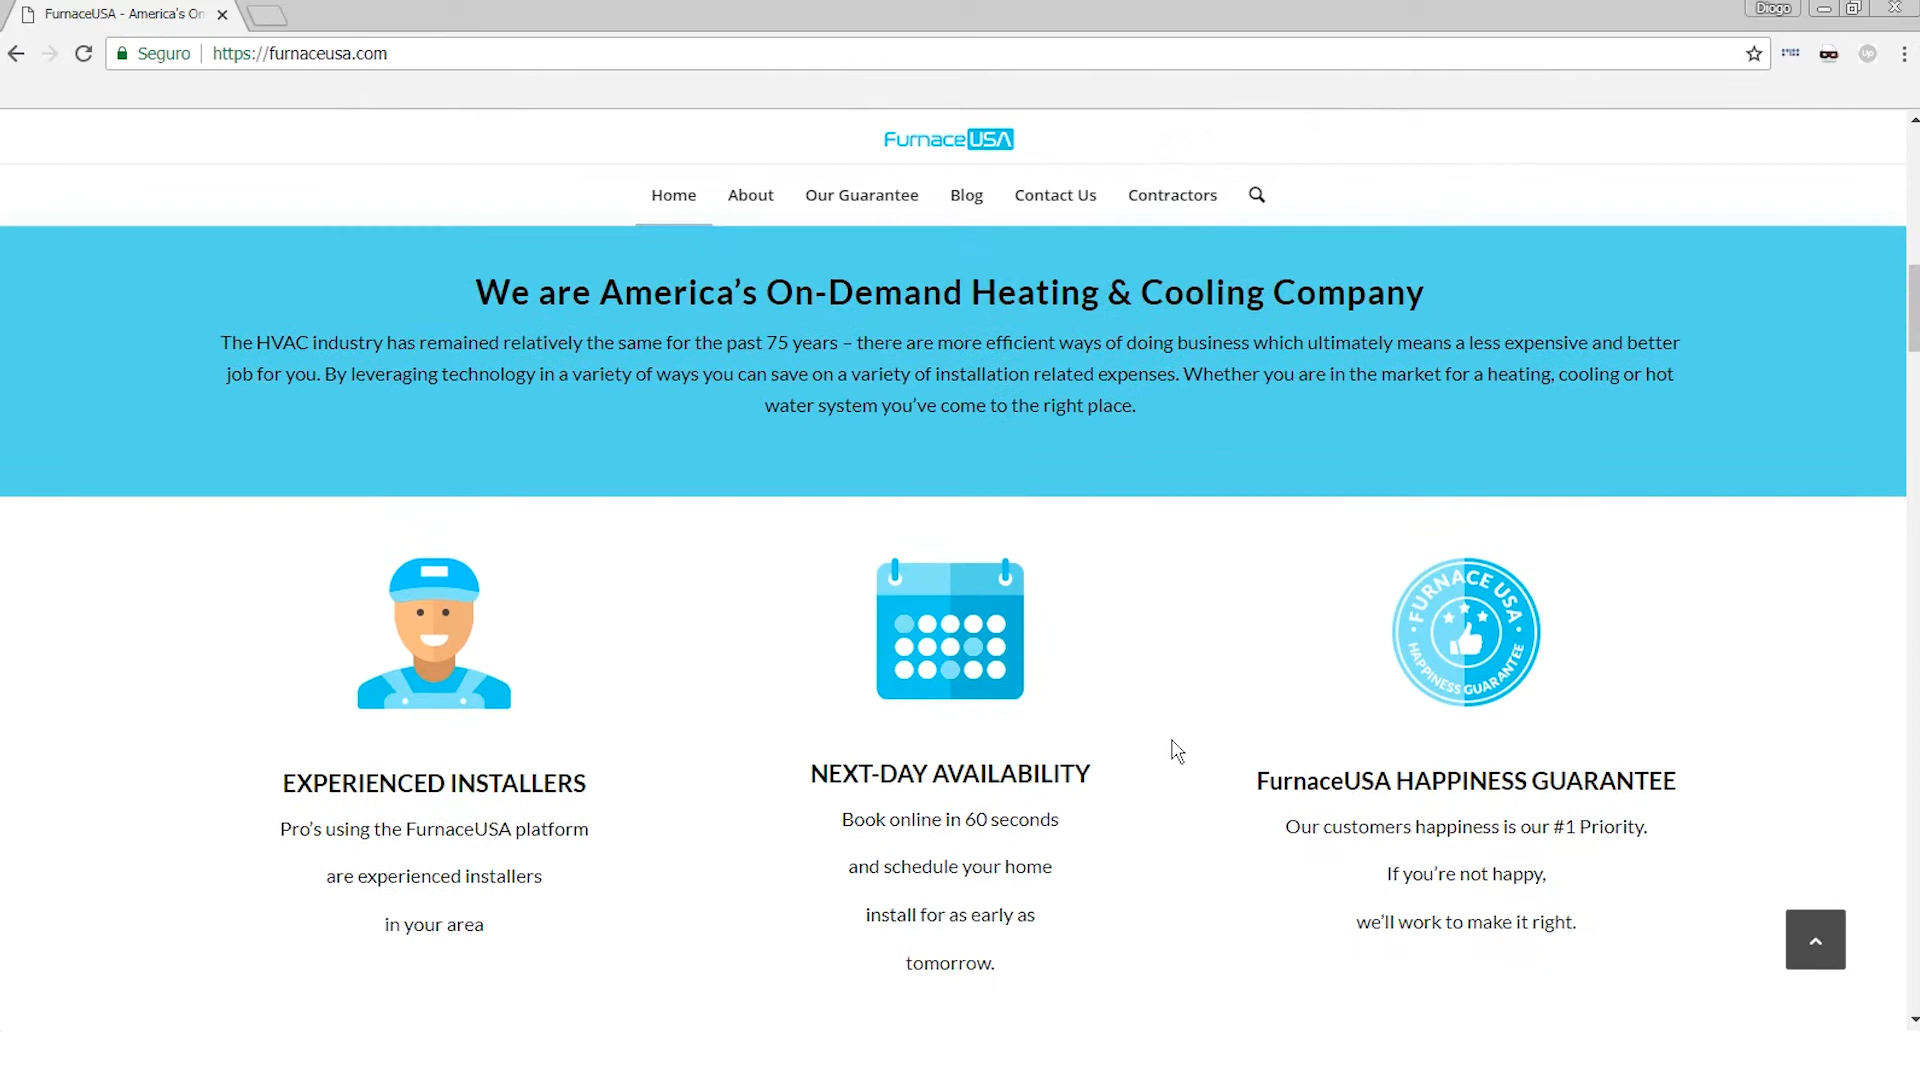 FurnaceUSA - America's On
Diogo
Seguro
https://furnaceusa.com
FurnaceUSA
Home
About
Our Guarantee
Blog
Contact Us
Contractors
We are America’s On-Demand Heating & Cooling Company
The HVAC industry has remained relatively the same for the past 75 years – there are more efficient ways of doing business which ultimately means a less expensive and better
job for you. By leveraging technology in a variety of ways you can save on a variety of installation related expenses. Whether you are in the market for a heating, cooling or hot
water system you’ve come to the right place.
FURNACE USA
HAPPINESS GUARANTEE
EXPERIENCED INSTALLERS
Pro’s using the FurnaceUSA platform
are experienced installers
in your area
NEXT-DAY AVAILABILITY
Book online in 60 seconds
and schedule your home
install for as early as
tomorrow.
FurnaceUSA HAPPINESS GUARANTEE
Our customers happiness is our #1 Priority.
If you’re not happy,
we’ll work to make it right.